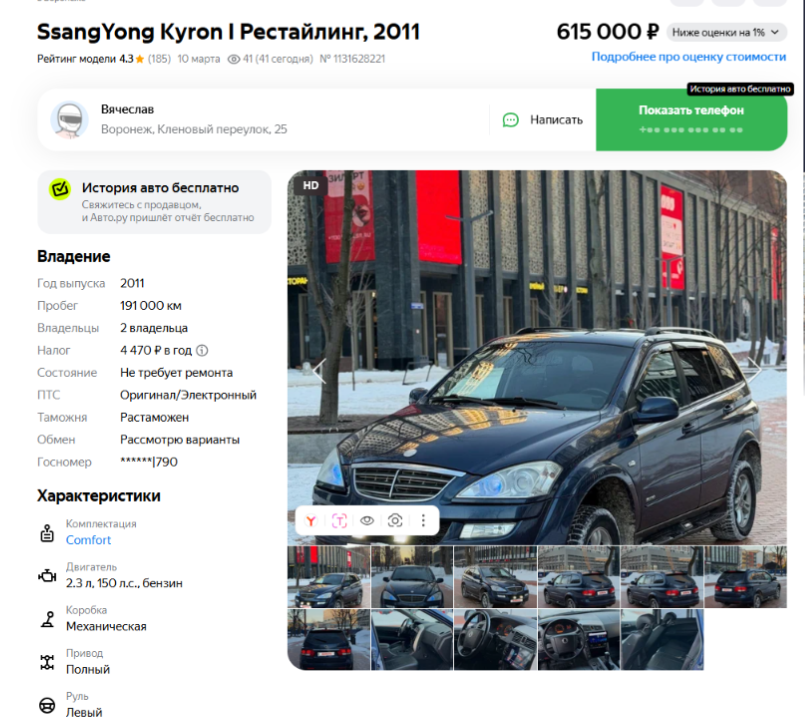 SsangYong Kyron I Рестайлинг, 2011
615 000 ₽ Ниже оценки на 1%
Рейтинг модели 4.3 ★ (185) 10 марта 41 (41 сегодня) № 1131628221
Подробнее про оценку стоимости
История авто бесплатно
Вячеслав
Воронеж, Кленовый переулок, 25
Написать
Показать телефон
+•• ••• ••• •• ••
История авто бесплатно
Свяжитесь с продавцом,
и Авто.ру пришлёт отчёт бесплатно
HD
Владение
Год выпуска 2011
Пробег 191 000 км
Владельцы 2 владельца
Налог 4 470 ₽ в год
Состояние Не требует ремонта
ПТС Оригинал/Электронный
Таможня Растаможен
Обмен Рассмотрю варианты
Госномер ******|790
Характеристики
Комплектация
Comfort
Двигатель
2.3 л, 150 л.с., бензин
Коробка
Механическая
Привод
Полный
Руль
Левый